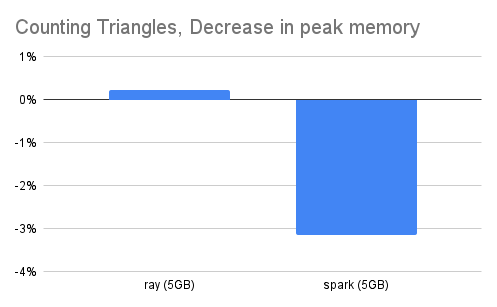 Counting Triangles, Decrease in peak memory
1%
0%
-1%
-2%
-3%
-4%
ray (5GB)
spark (5GB)